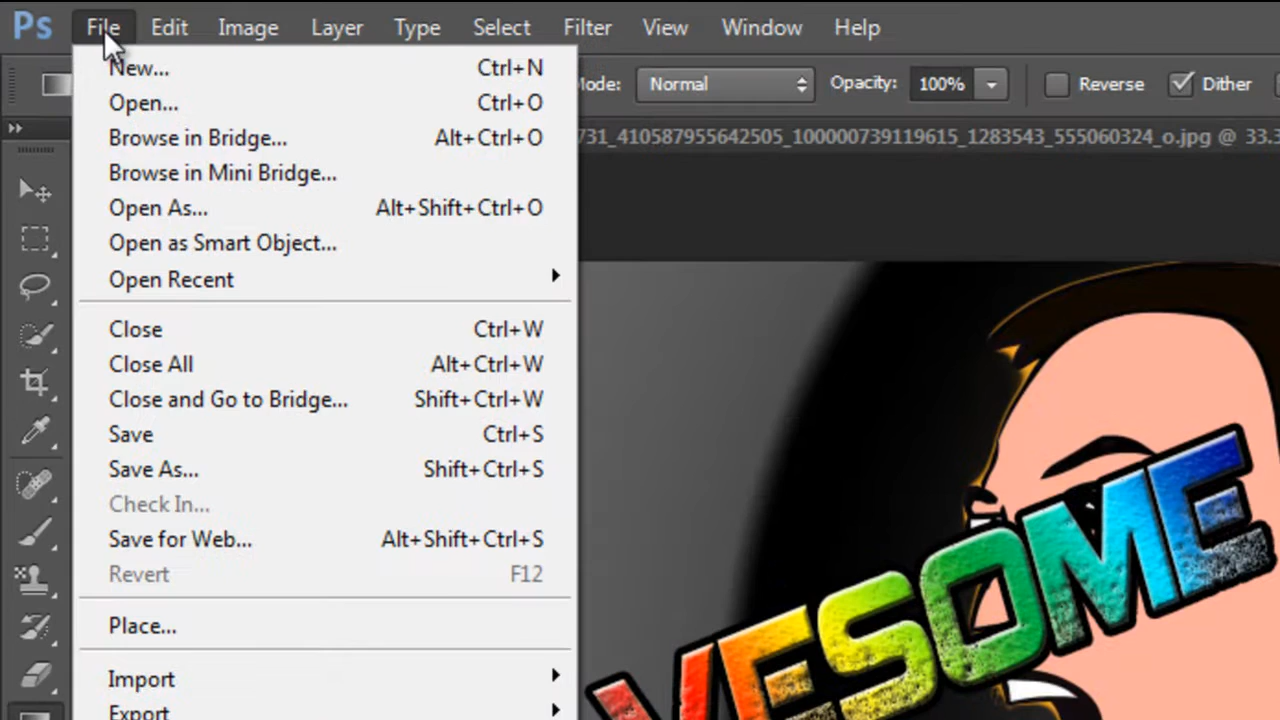 Ps File Edit Image Layer Type Select Filter View Window Help
New... Ctrl+N
Mode: Normal Opacity: 100% Reverse Dither
Open... Ctrl+O
Browse in Bridge... Alt+Ctrl+O
731_410587955642505_100000739119615_1283543_555060324_o.jpg @ 33.3
Browse in Mini Bridge...
Open As... Alt+Shift+Ctrl+O
Open as Smart Object...
Open Recent
Close Ctrl+W
Close All Alt+Ctrl+W
Close and Go to Bridge... Shift+Ctrl+W
Save Ctrl+S
Save As... Shift+Ctrl+S
Check In...
Save for Web... Alt+Shift+Ctrl+S
Revert F12
Place...
Import
Export
WESOME